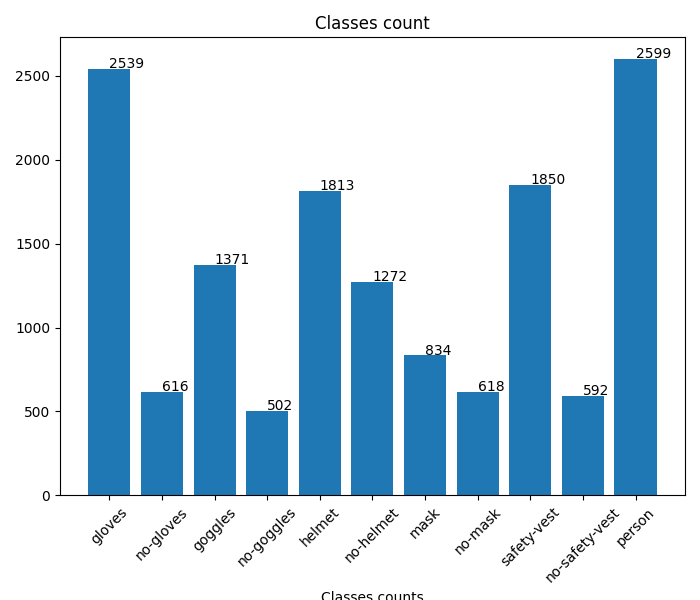 Classes count
2500
2000
1500
1000
500
0
2539
616
1371
502
1813
1272
834
618
1850
592
2599
gloves
no-gloves
goggles
no-goggles
helmet
no-helmet
mask
no-mask
safety-vest
no-safety-vest
person
Classes counts